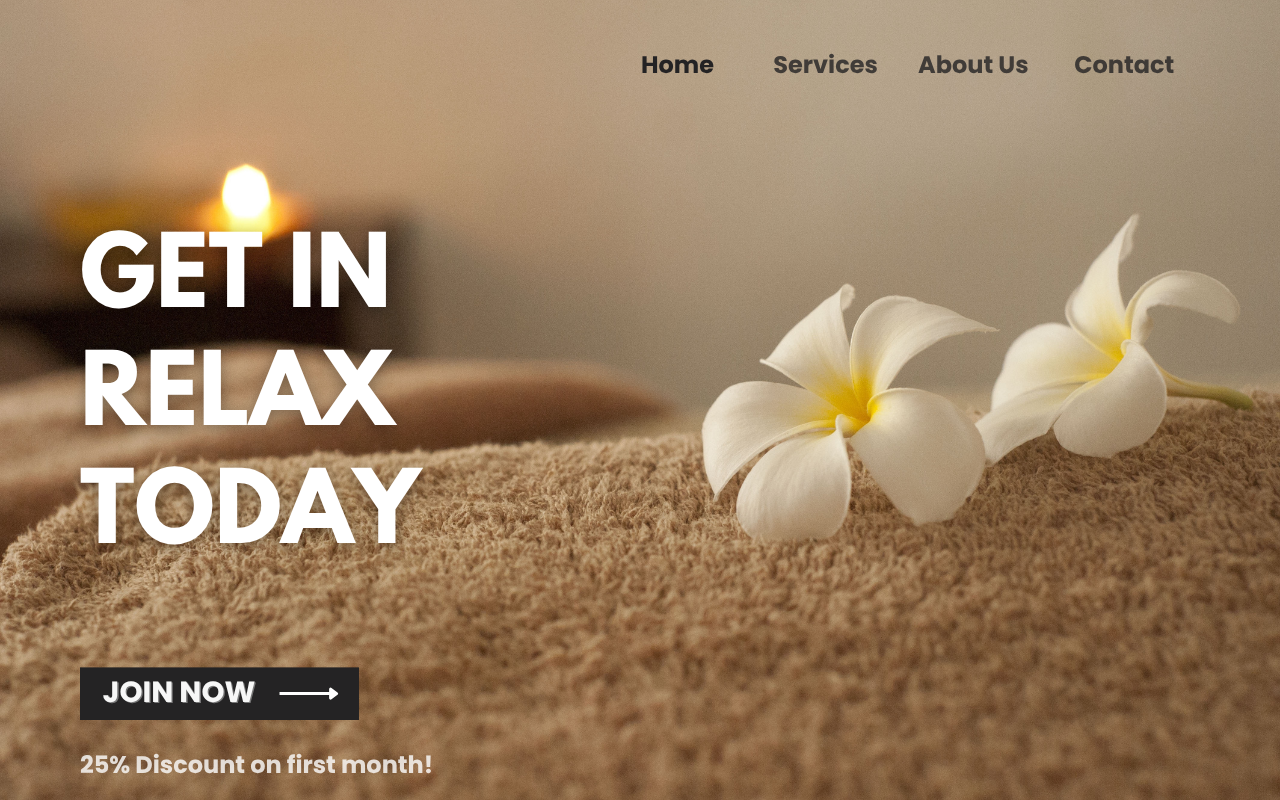 Home Services About Us Contact
GET IN
RELAX
TODAY
JOIN NOW
25% Discount on first month!